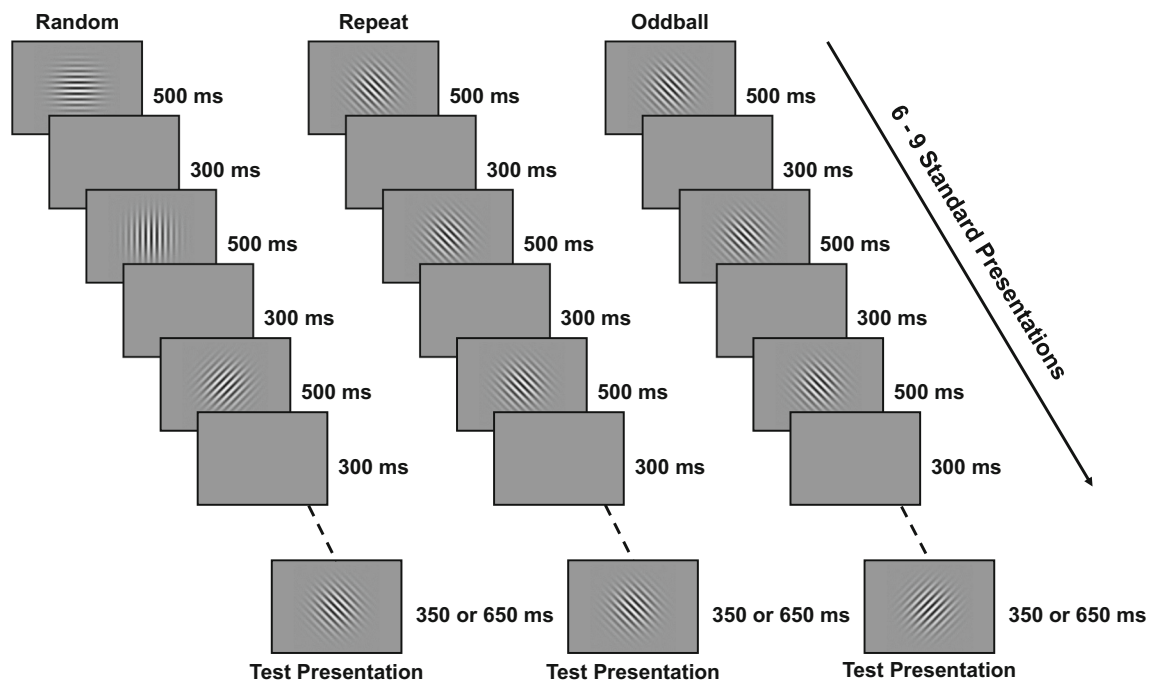 Random
500 ms
300 ms
500 ms
300 ms
500 ms
300 ms
350 or 650 ms
Test Presentation
Repeat
500 ms
300 ms
500 ms
300 ms
500 ms
300 ms
350 or 650 ms
Test Presentation
Oddball
500 ms
300 ms
500 ms
300 ms
500 ms
300 ms
350 or 650 ms
Test Presentation
6 - 9 Standard Presentations